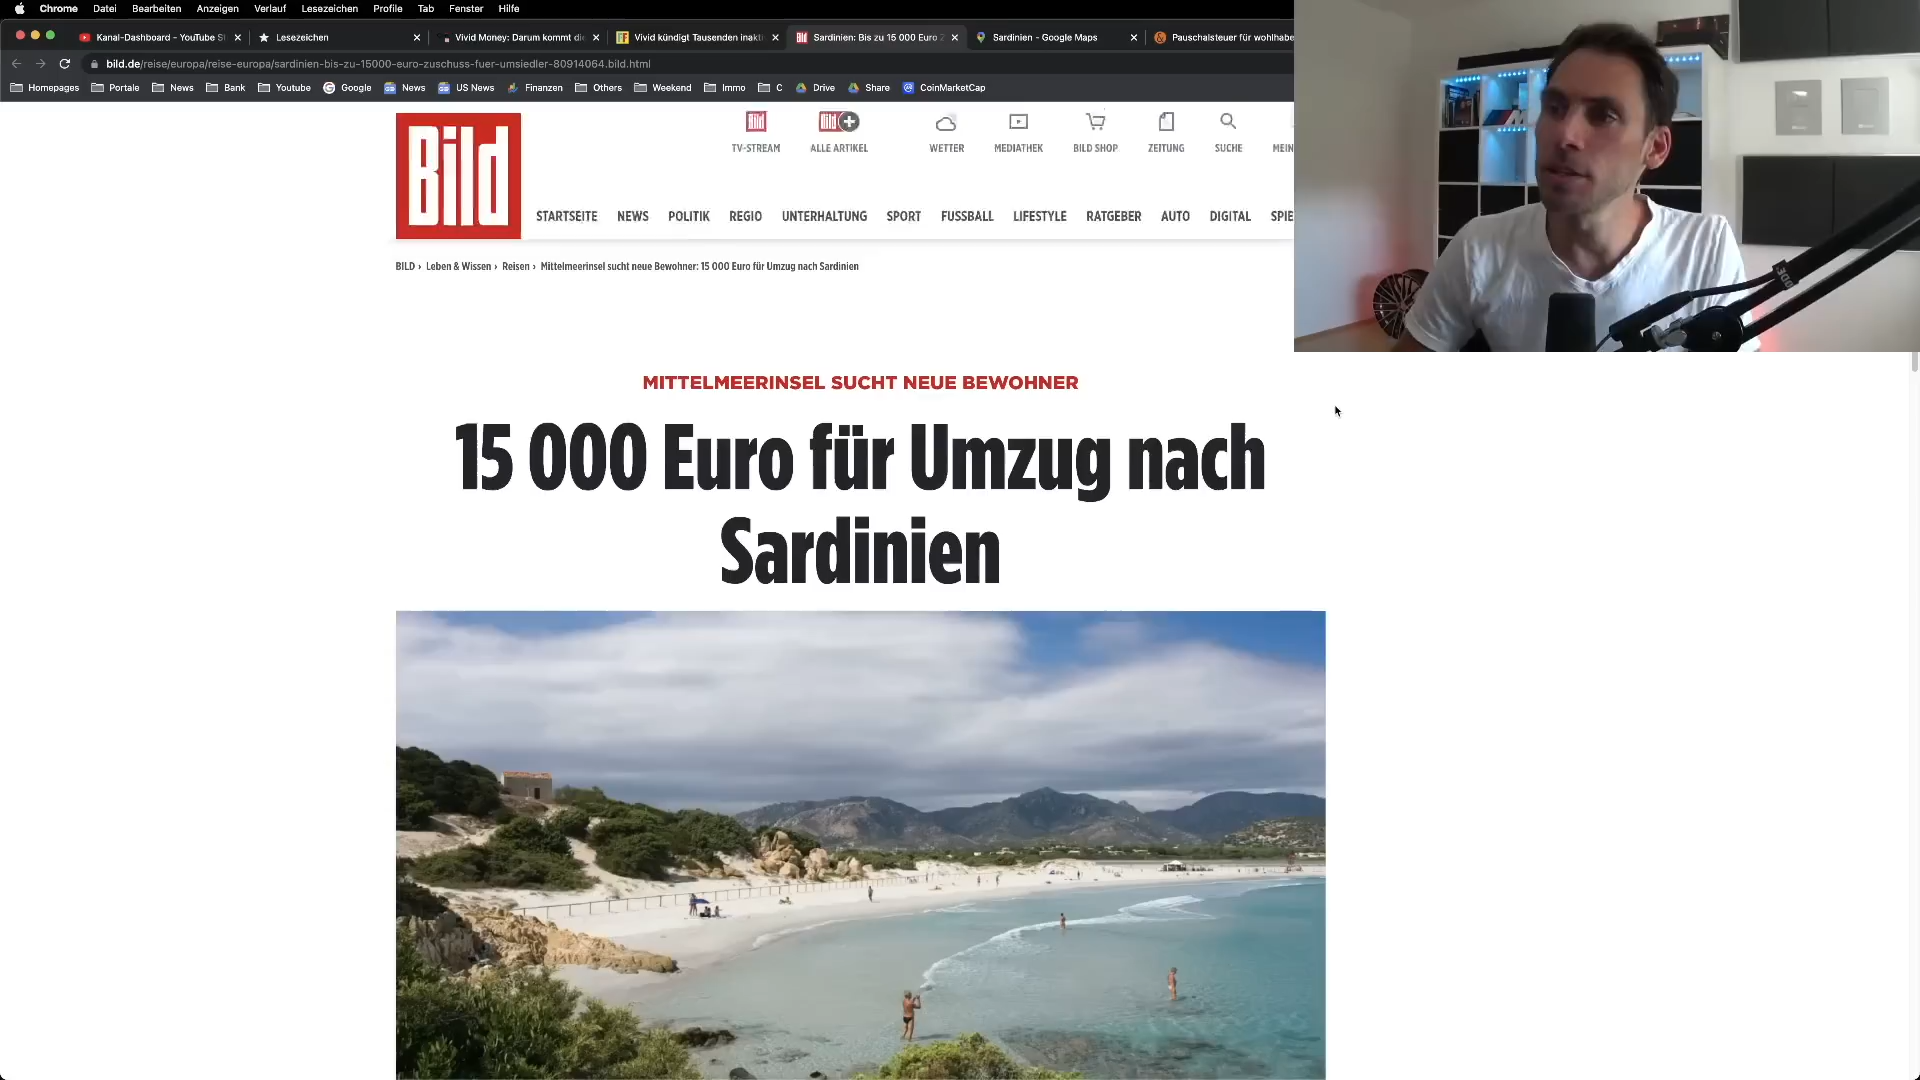 Chrome Datei Bearbeiten Anzeigen Verlauf Lesezeichen Profile Tab Fenster Hilfe
Kanal-Dashboard - YouTube S Lesezeichen Vivid Money: Darum kommt di Vivid kündigt Tausenden inakt Sardinien: Bis zu 15 000 Euro Z Sardinien - Google Maps Pauschalsteuer für wohlhabe
bild.de/reise/europa/reise-europa/sardinien-bis-zu-15000-euro-zuschuss-fuer-umsiedler-80914064.bild.html
Homepages Portale News Bank Youtube Google News US News Finanzen Others Weekend Immo C Drive Share CoinMarketCap
Bild
TV-STREAM ALLE ARTIKEL WETTER MEDIATHEK BILD SHOP ZEITUNG SUCHE MEIN
STARTSEITE NEWS POLITIK REGIO UNTERHALTUNG SPORT FUSSBALL LIFESTYLE RATGEBER AUTO DIGITAL SPIE
BILD › Leben & Wissen › Reisen › Mittelmeerinsel sucht neue Bewohner: 15 000 Euro für Umzug nach Sardinien
MITTELMEERINSEL SUCHT NEUE BEWOHNER
15 000 Euro für Umzug nach
Sardinien